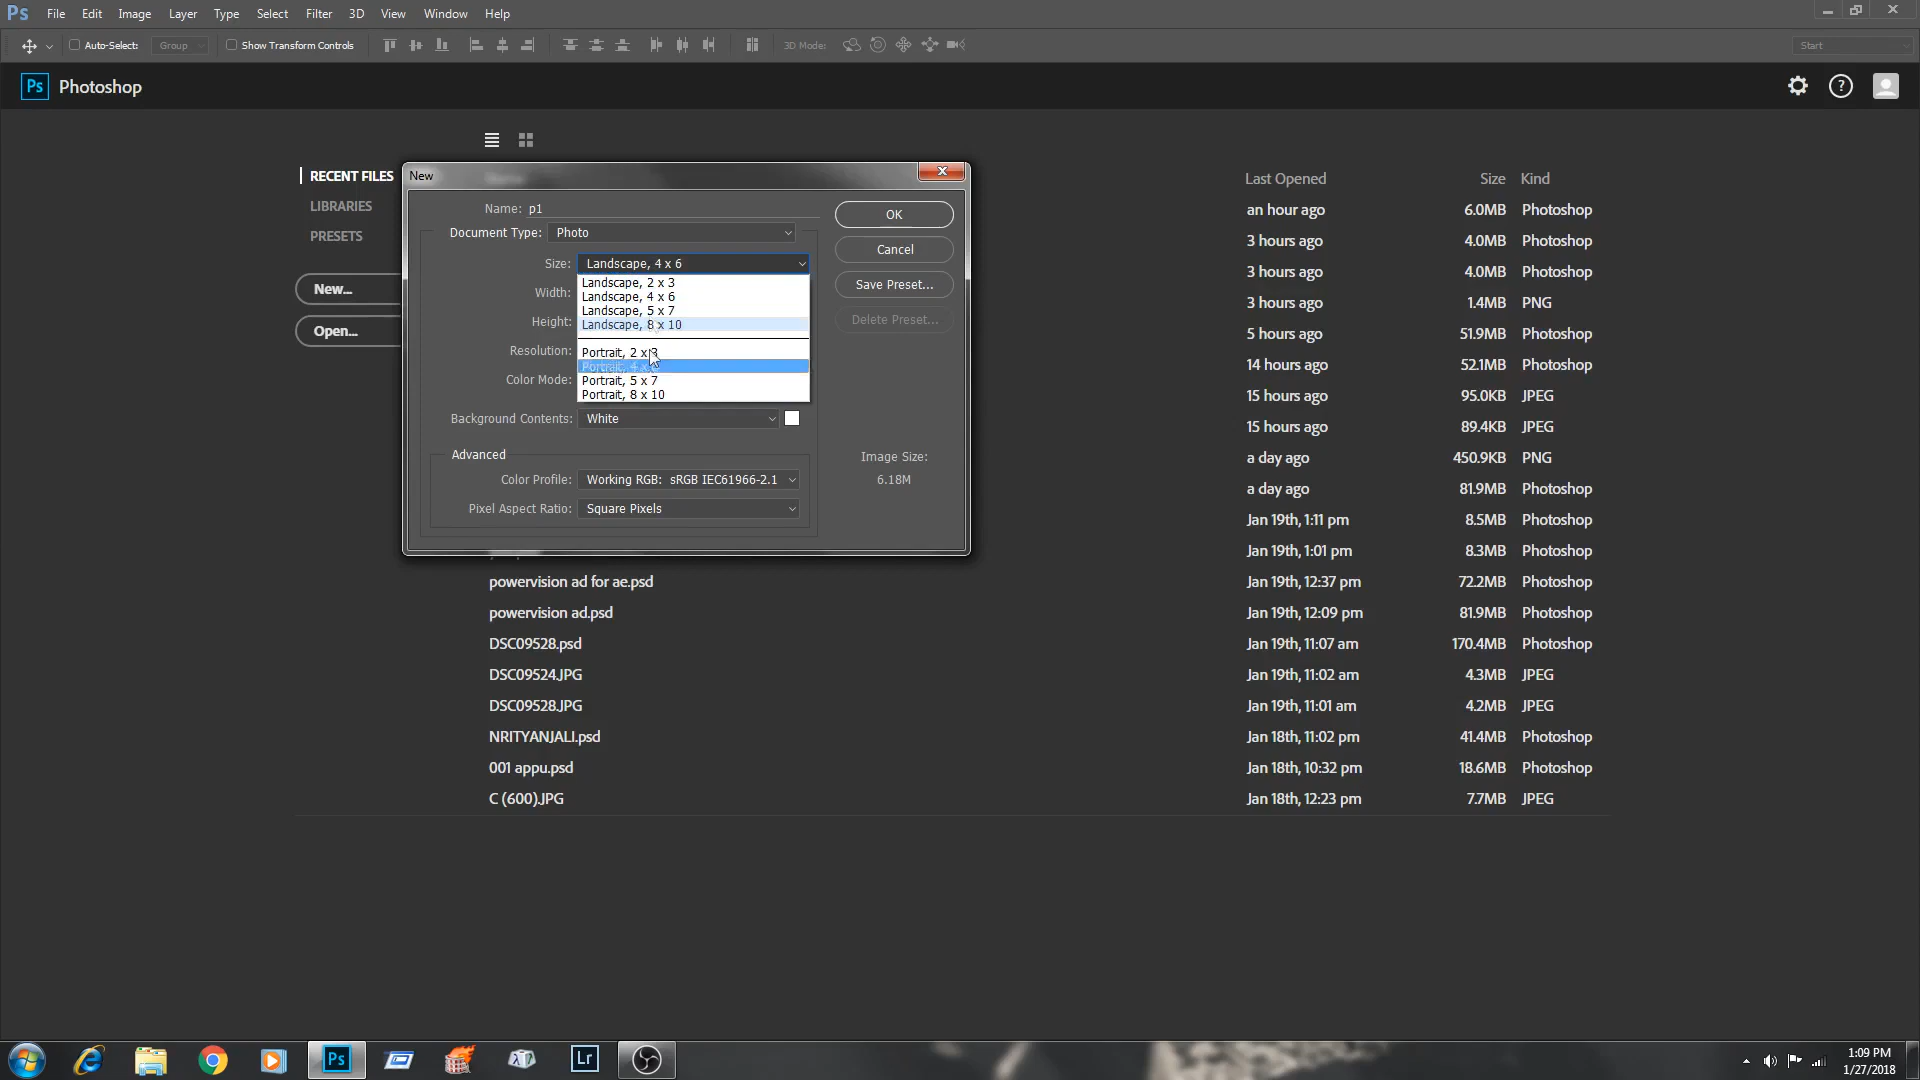 Ps File Edit Image Layer Type Select Filter 3D View Window Help
Auto-Select: Group Show Transform Controls 3D Mode: Start
Ps Photoshop
RECENT FILES
LIBRARIES
PRESETS
New...
Open...
New
Name: p1
Document Type: Photo
Size: Landscape, 4 x 6
Landscape, 2 x 3
Landscape, 4 x 6
Landscape, 5 x 7
Landscape, 8 x 10
Portrait, 2 x 3
Portrait, 4 x
Portrait, 5 x 7
Portrait, 8 x 10
Width:
Height:
Resolution:
Color Mode:
Background Contents: White
Advanced
Color Profile: Working RGB: sRGB IEC61966-2.1
Pixel Aspect Ratio: Square Pixels
OK
Cancel
Save Preset...
Delete Preset...
Image Size:
6.18M
Last Opened Size Kind
an hour ago 6.0MB Photoshop
3 hours ago 4.0MB Photoshop
3 hours ago 4.0MB Photoshop
3 hours ago 1.4MB PNG
5 hours ago 51.9MB Photoshop
14 hours ago 52.1MB Photoshop
15 hours ago 95.0KB JPEG
15 hours ago 89.4KB JPEG
a day ago 450.9KB PNG
a day ago 81.9MB Photoshop
Jan 19th, 1:11 pm 8.5MB Photoshop
Jan 19th, 1:01 pm 8.3MB Photoshop
powervision ad for ae.psd Jan 19th, 12:37 pm 72.2MB Photoshop
powervision ad.psd Jan 19th, 12:09 pm 81.9MB Photoshop
DSC09528.psd Jan 19th, 11:07 am 170.4MB Photoshop
DSC09524.JPG Jan 19th, 11:02 am 4.3MB JPEG
DSC09528.JPG Jan 19th, 11:01 am 4.2MB JPEG
NRITYANJALI.psd Jan 18th, 11:02 pm 41.4MB Photoshop
001 appu.psd Jan 18th, 10:32 pm 18.6MB Photoshop
C (600).JPG Jan 18th, 12:23 pm 7.7MB JPEG
Ps Lr
1:09 PM
1/27/2018